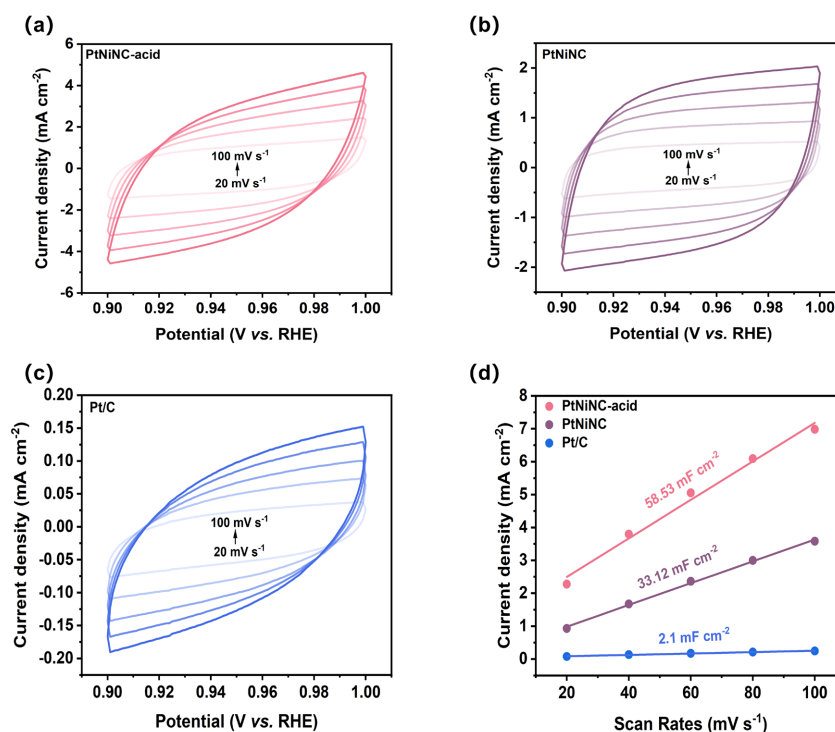 (a)
PtNiNC-acid
6
4
2
0
-2
-4
-6
Current density (mA cm⁻²)
100 mV s⁻¹
20 mV s⁻¹
0.90 0.92 0.94 0.96 0.98 1.00
Potential (V vs. RHE)
(b)
PtNiNC
2
1
0
-1
-2
Current density (mA cm⁻²)
100 mV s⁻¹
20 mV s⁻¹
0.90 0.92 0.94 0.96 0.98 1.00
Potential (V vs. RHE)
(c)
Pt/C
0.20
0.15
0.10
0.05
0.00
-0.05
-0.10
-0.15
-0.20
Current density (mA cm⁻²)
100 mV s⁻¹
20 mV s⁻¹
0.90 0.92 0.94 0.96 0.98 1.00
Potential (V vs. RHE)
(d)
PtNiNC-acid
PtNiNC
Pt/C
8
7
6
5
4
3
2
1
0
Current density (mA cm⁻²)
58.53 mF cm⁻²
33.12 mF cm⁻²
2.1 mF cm⁻²
20 40 60 80 100
Scan Rates (mV s⁻¹)